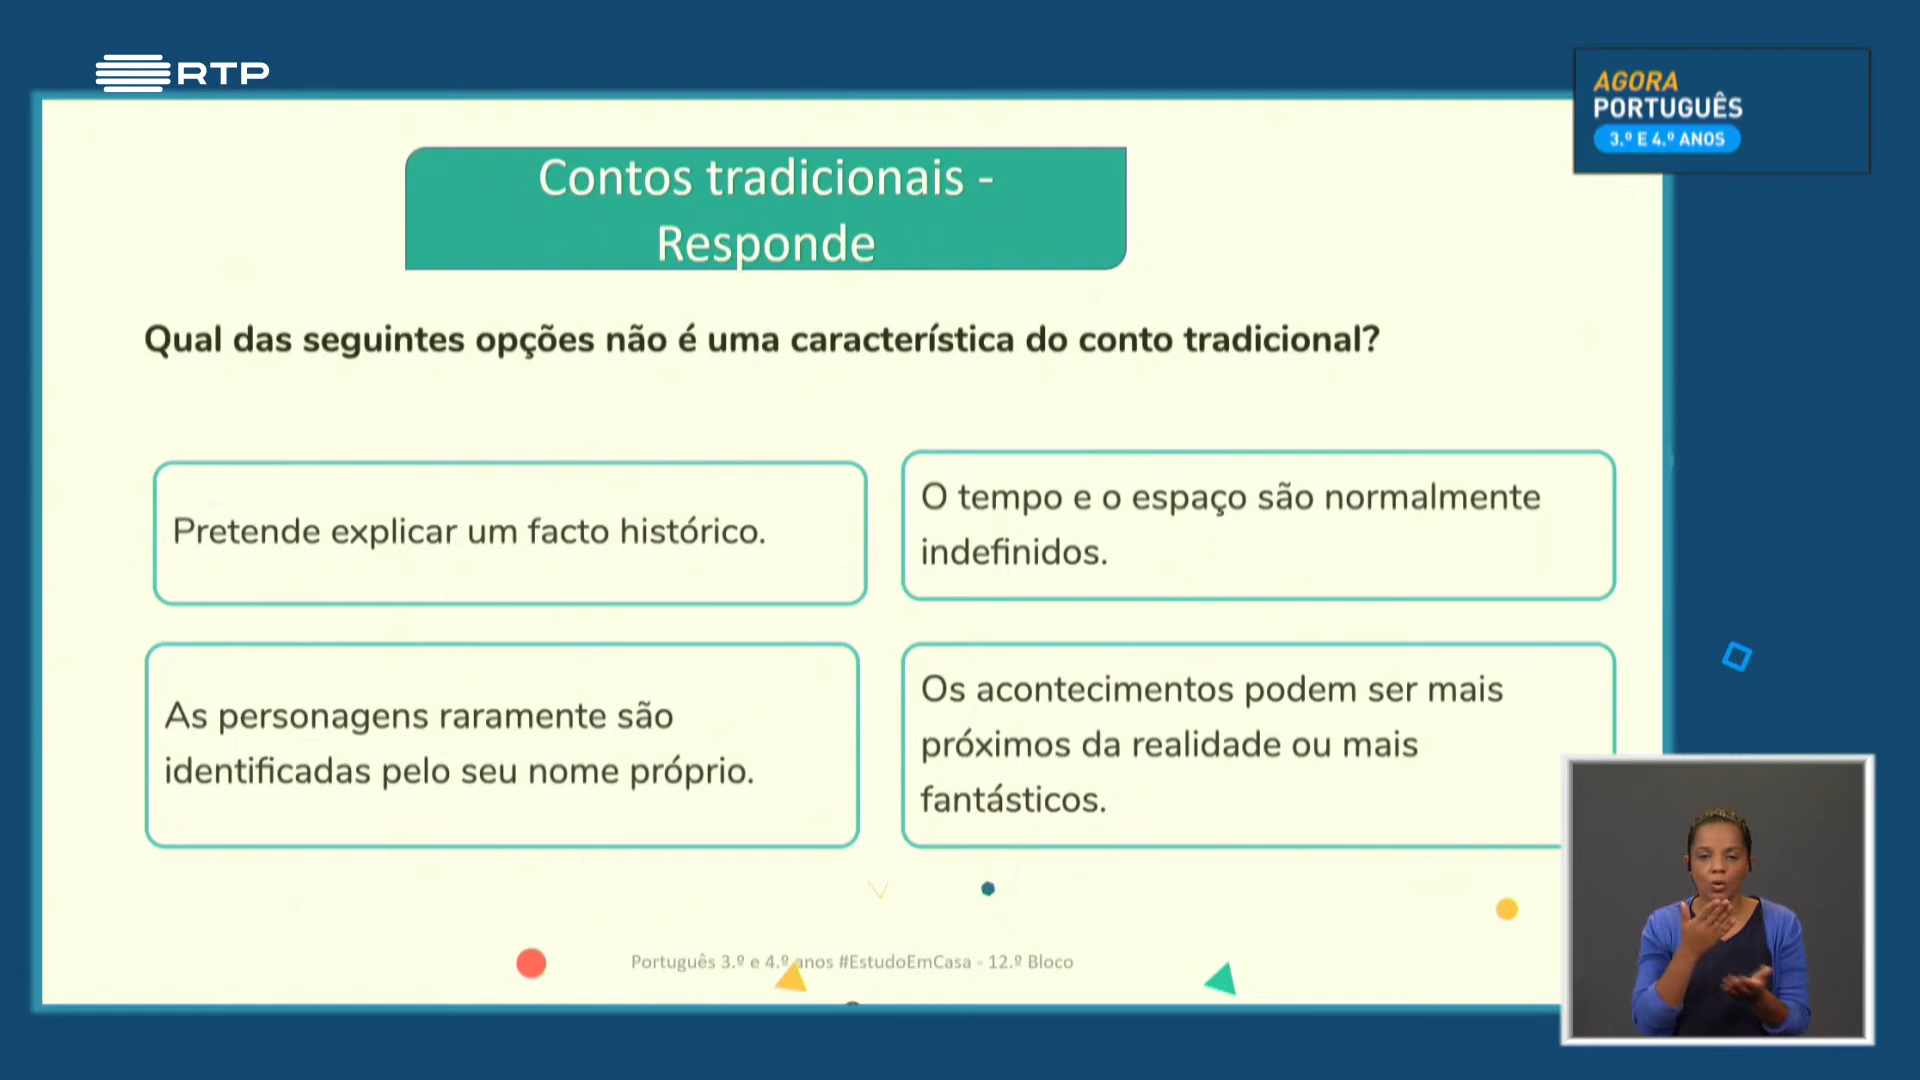 RTP
AGORA
PORTUGUÊS
3.º E 4.º ANOS
Contos tradicionais -
Responde
Qual das seguintes opções não é uma característica do conto tradicional?
Pretende explicar um facto histórico.
O tempo e o espaço são normalmente
indefinidos.
As personagens raramente são
identificadas pelo seu nome próprio.
Os acontecimentos podem ser mais
próximos da realidade ou mais
fantásticos.
Português 3.º e 4.º anos #EstudoEmCasa - 12.º Bloco